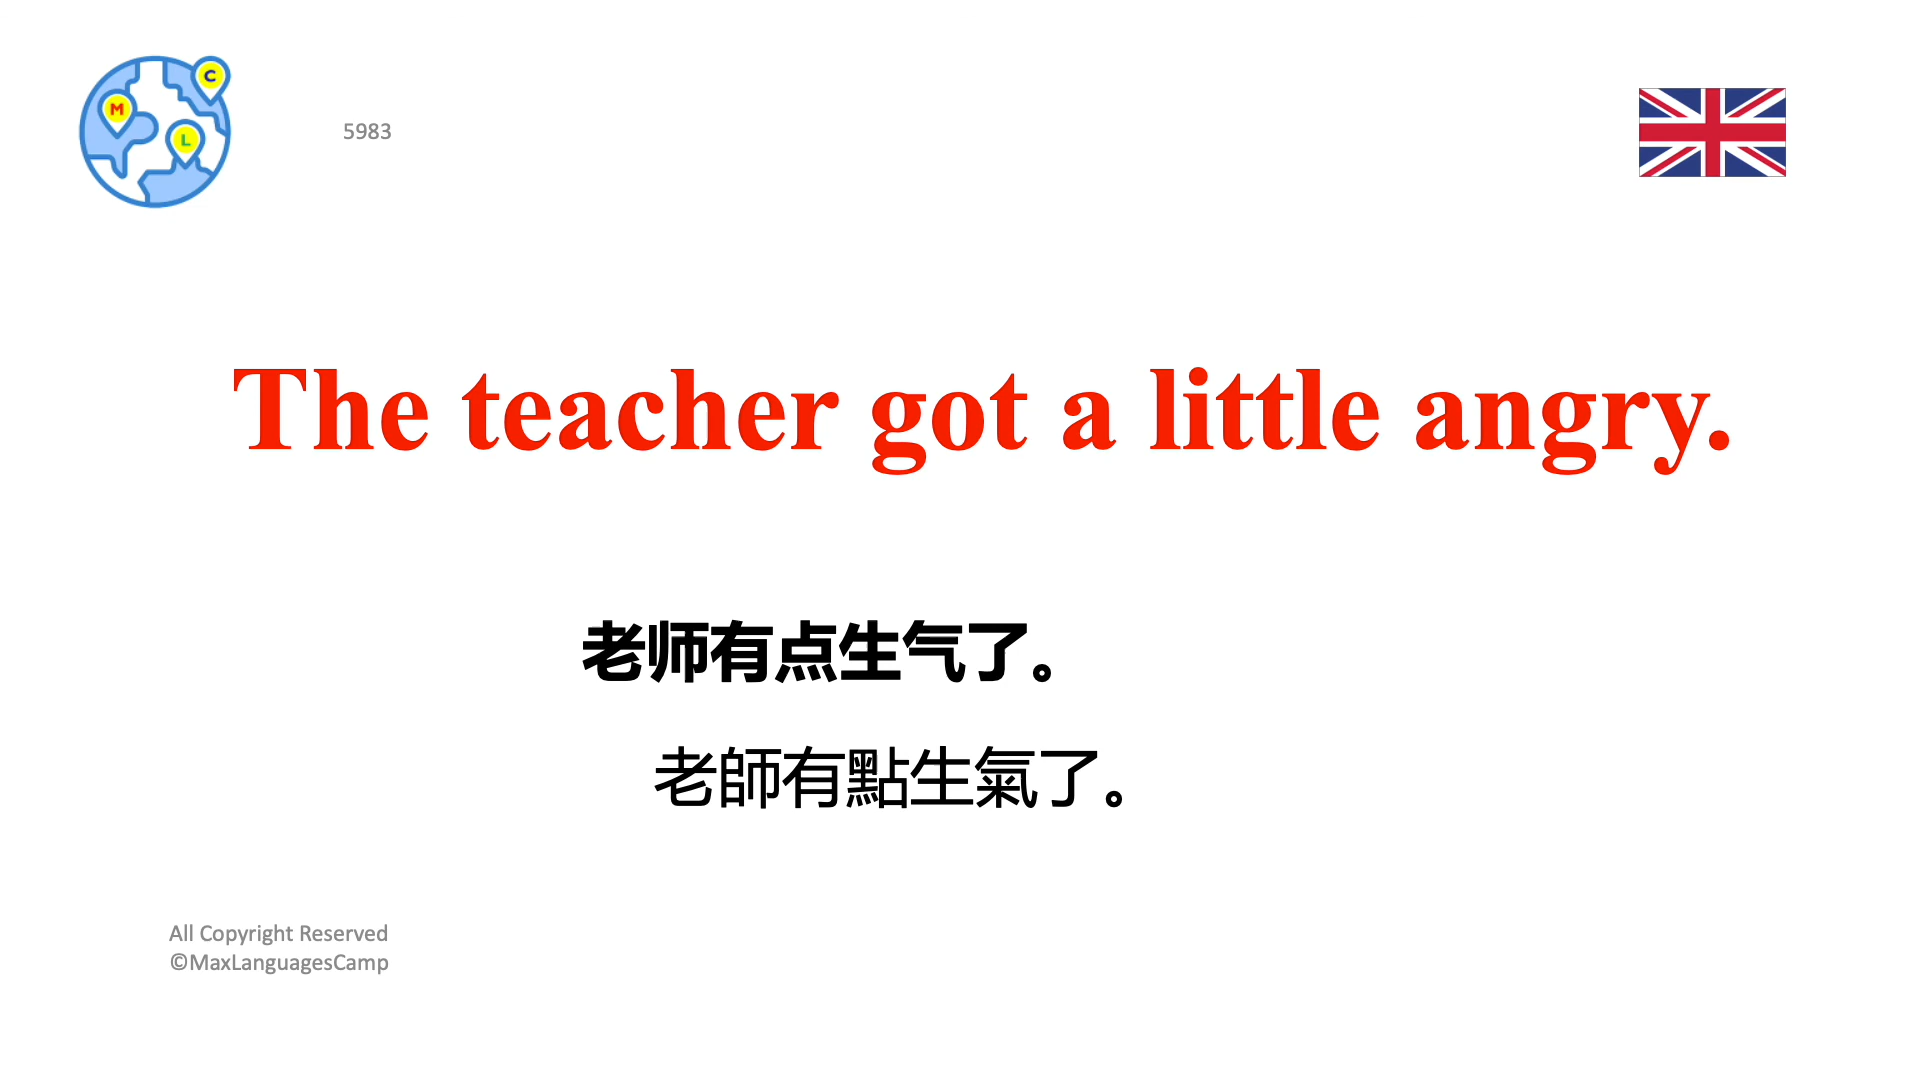 C
M
L
5983
The teacher got a little angry.
老师有点生气了。
老師有點生氣了。
All Copyright Reserved
©MaxLanguagesCamp